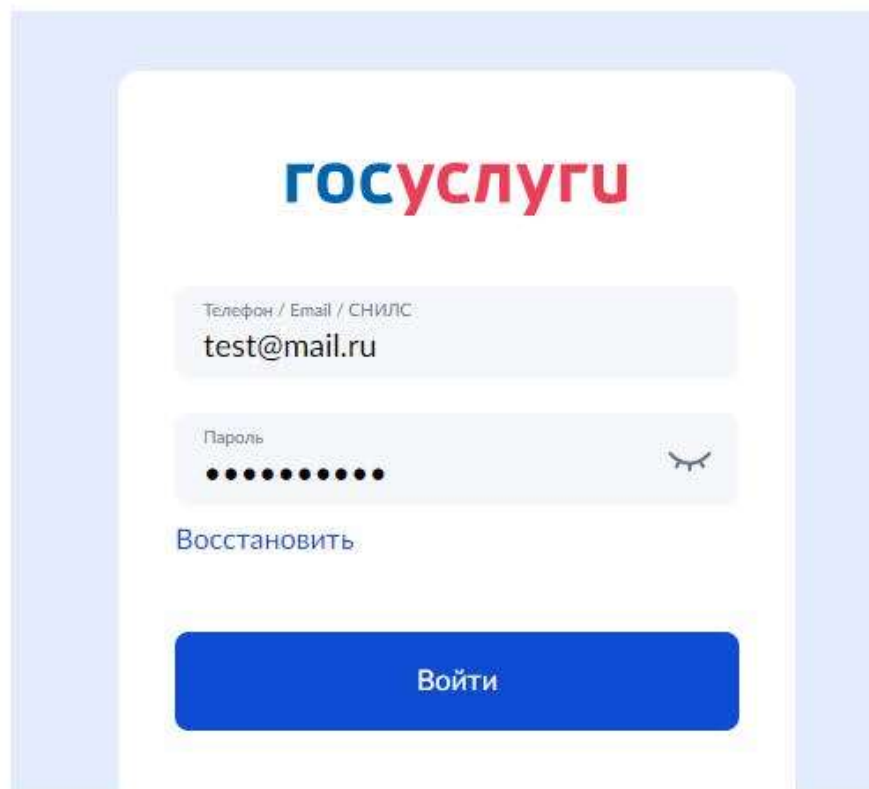 госуслуги
Телефон / Email / СНИЛС
test@mail.ru
Пароль
••••••••••
Восстановить
Войти